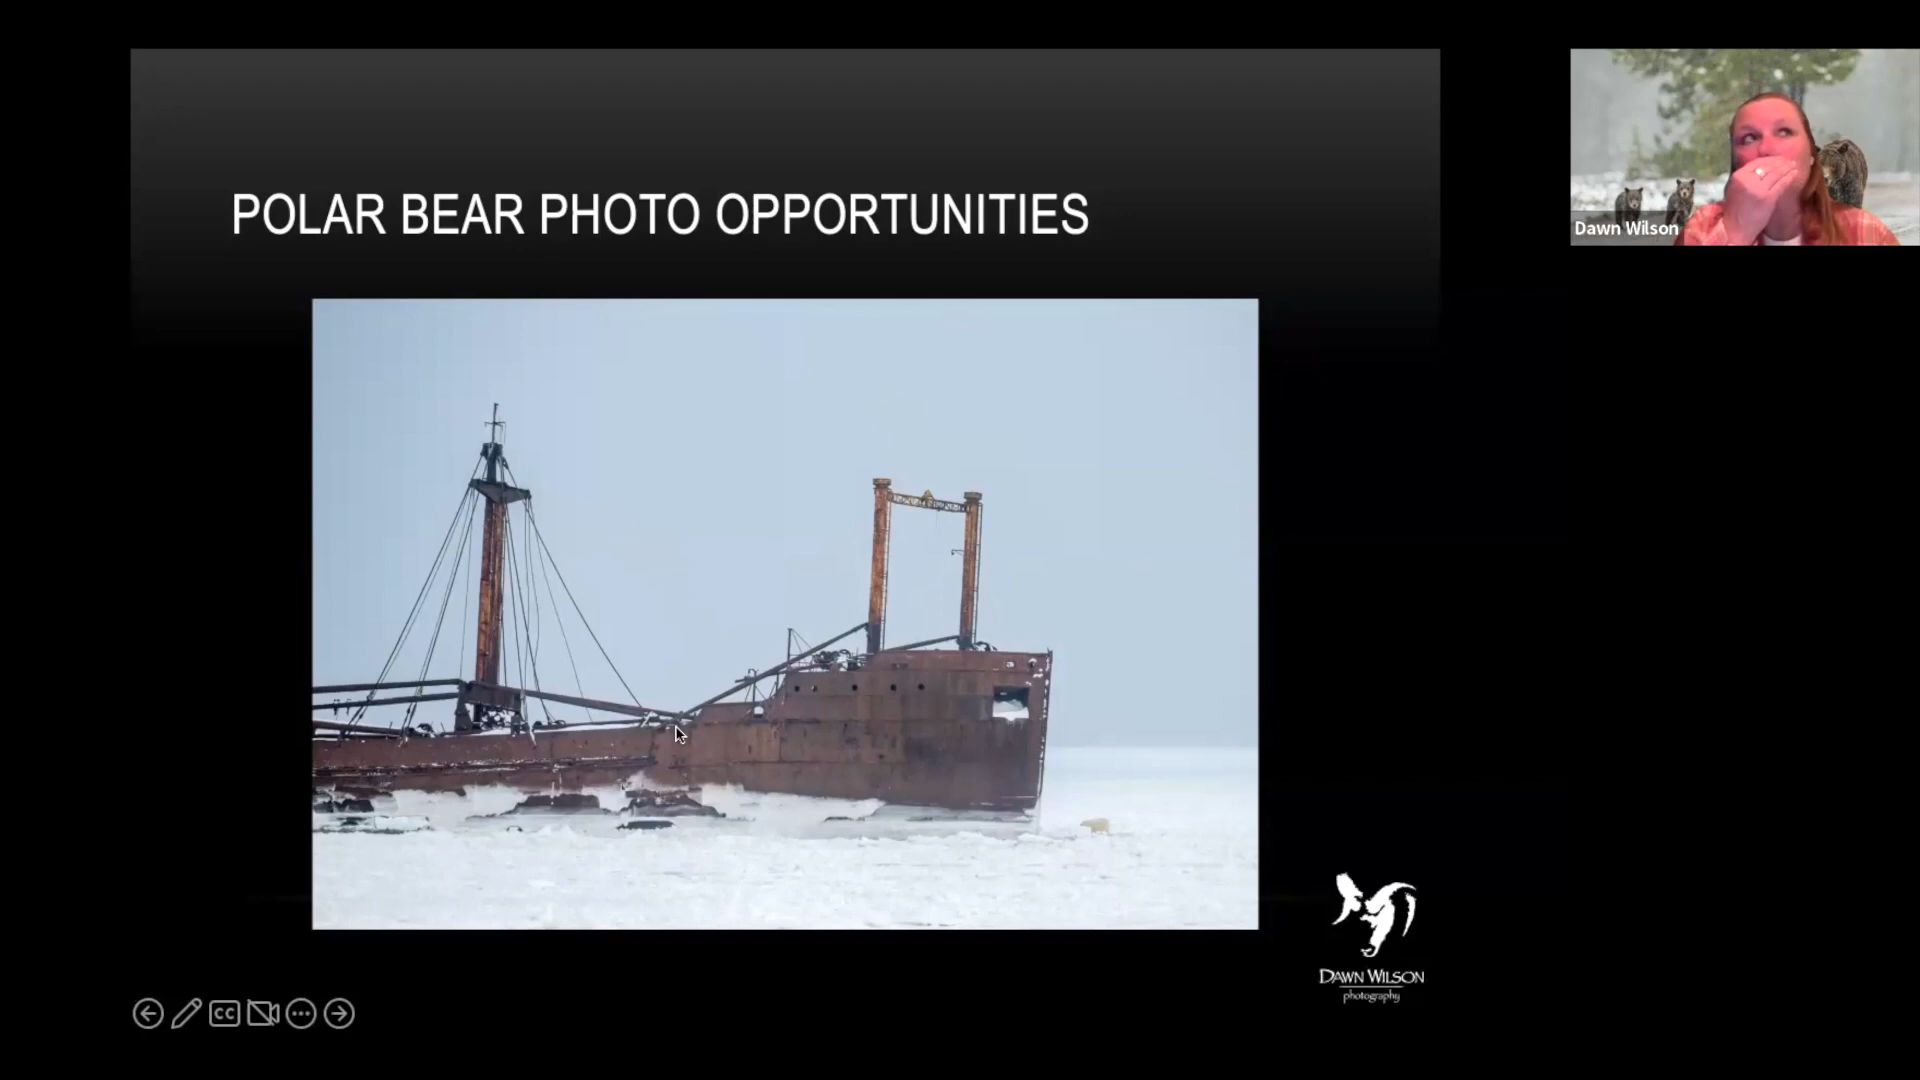 POLAR BEAR PHOTO OPPORTUNITIES
Dawn Wilson
DAWN WILSON
photography
CC